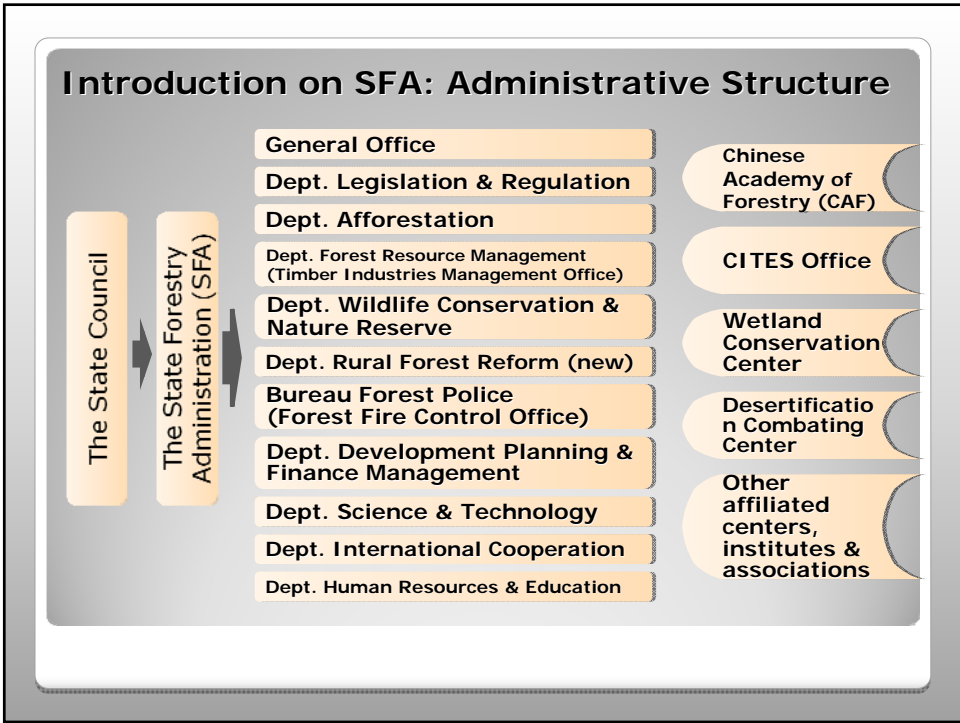 Introduction on SFA: Administrative Structure
The State Council
The State Forestry
Administration (SFA)
General Office
Dept. Legislation & Regulation
Dept. Afforestation
Dept. Forest Resource Management
(Timber Industries Management Office)
Dept. Wildlife Conservation &
Nature Reserve
Dept. Rural Forest Reform (new)
Bureau Forest Police
(Forest Fire Control Office)
Dept. Development Planning &
Finance Management
Dept. Science & Technology
Dept. International Cooperation
Dept. Human Resources & Education
Chinese
Academy of
Forestry (CAF)
CITES Office
Wetland
Conservation
Center
Desertificatio
n Combating
Center
Other
affiliated
centers,
institutes &
associations